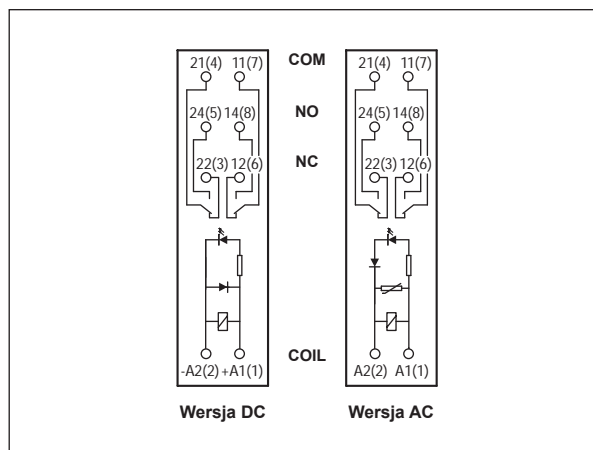 21(4) 11(7) COM 21(4) 11(7)
24(5) 14(8) NO 24(5) 14(8)
22(3) 12(6) NC 22(3) 12(6)
-A2(2) +A1(1) COIL A2(2) A1(1)
Wersja DC Wersja AC